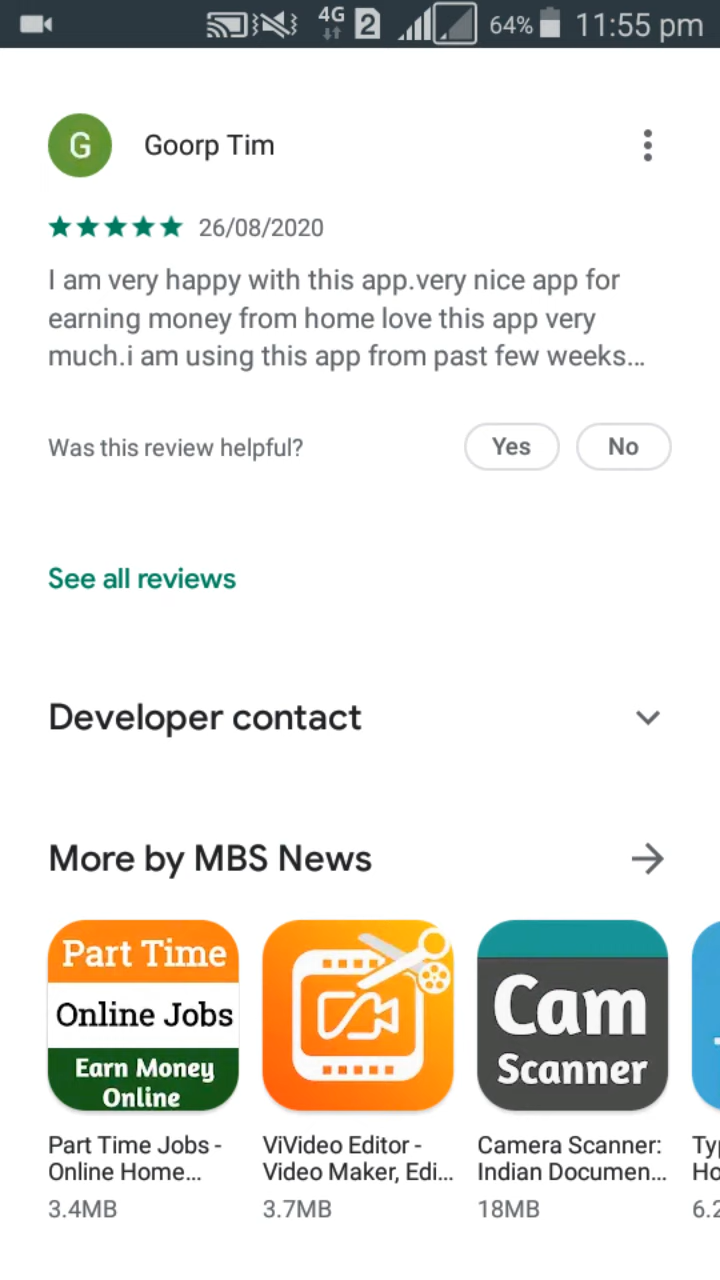 4G 2 64% 11:55 pm
G Goorp Tim
26/08/2020
I am very happy with this app.very nice app for
earning money from home love this app very
much.i am using this app from past few weeks...
Was this review helpful? Yes No
See all reviews
Developer contact
More by MBS News
Part Time
Online Jobs
Earn Money
Online
Cam
Scanner
Part Time Jobs -
Online Home...
3.4MB
ViVideo Editor -
Video Maker, Edi...
3.7MB
Camera Scanner:
Indian Documen...
18MB